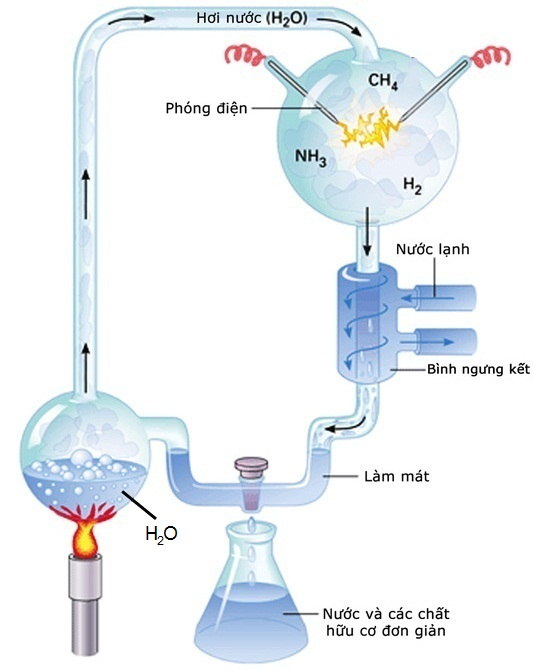 Hơi nước (H₂O)
CH₄
Phóng điện
NH₃
H₂
Nước lạnh
Bình ngưng kết
Làm mát
H₂O
Nước và các chất
hữu cơ đơn giản